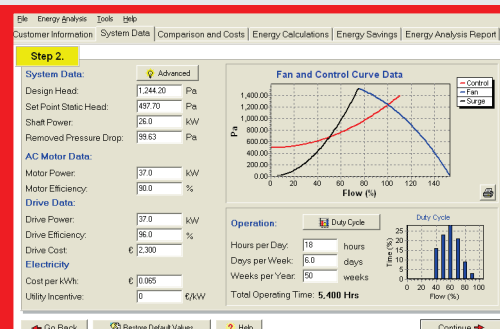 File Energy Analysis Tools Help
Customer Information System Data Comparison and Costs Energy Calculations Energy Savings Energy Analysis Report
Step 2.
System Data: Advanced
Design Head: 1,244.20 Pa
Set Point Static Head: 497.70 Pa
Shaft Power: 26.0 kW
Removed Pressure Drop: 99.63 Pa
AC Motor Data:
Motor Power: 37.0 kW
Motor Efficiency: 90.0 %
Drive Data:
Drive Power: 37.0 kW
Drive Efficiency: 96.0 %
Drive Cost: € 2,300
Electricity
Cost per kWh: € 0.065
Utility Incentive: 0 €/kW
Fan and Control Curve Data
Control
Fan
Surge
Pa
1,400.00
1,200.00
1,000.00
800.00
600.00
400.00
200.00
0.00
0 20 40 60 80 100 120 140
Flow (%)
Operation: Duty Cycle
Hours per Day: 18 hours
Days per Week: 6.0 days
Weeks per Year: 50 weeks
Total Operating Time: 5,400 Hrs
Duty Cycle
Time (%)
25
20
15
10
5
0
0 20 40 60 80 100
Flow (%)
Go Back Restore Default Values ? Help Continue